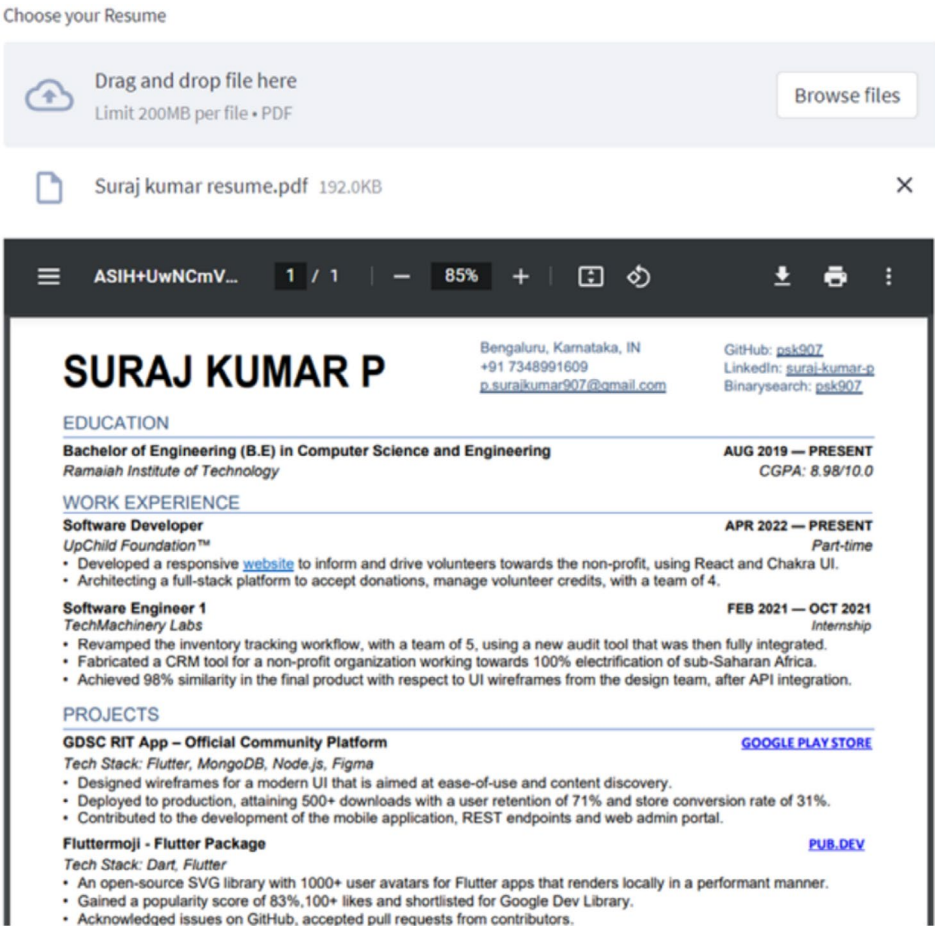 Choose your Resume
Drag and drop file here
Limit 200MB per file • PDF
Browse files
Suraj kumar resume.pdf 192.0KB
ASIH+UwNCmV... 1 / 1 85%
SURAJ KUMAR P
Bengaluru, Karnataka, IN
+91 7348991609
p.surajkumar907@gmail.com
GitHub: psk907
LinkedIn: suraj-kumar-p
Binarysearch: psk907
EDUCATION
Bachelor of Engineering (B.E) in Computer Science and Engineering AUG 2019 — PRESENT
Ramaiah Institute of Technology CGPA: 8.98/10.0
WORK EXPERIENCE
Software Developer APR 2022 — PRESENT
UpChild Foundation™ Part-time
• Developed a responsive website to inform and drive volunteers towards the non-profit, using React and Chakra UI.
• Architecting a full-stack platform to accept donations, manage volunteer credits, with a team of 4.
Software Engineer 1 FEB 2021 — OCT 2021
TechMachinery Labs Internship
• Revamped the inventory tracking workflow, with a team of 5, using a new audit tool that was then fully integrated.
• Fabricated a CRM tool for a non-profit organization working towards 100% electrification of sub-Saharan Africa.
• Achieved 98% similarity in the final product with respect to UI wireframes from the design team, after API integration.
PROJECTS
GDSC RIT App – Official Community Platform GOOGLE PLAY STORE
Tech Stack: Flutter, MongoDB, Node.js, Figma
• Designed wireframes for a modern UI that is aimed at ease-of-use and content discovery.
• Deployed to production, attaining 500+ downloads with a user retention of 71% and store conversion rate of 31%.
• Contributed to the development of the mobile application, REST endpoints and web admin portal.
Fluttermoji - Flutter Package PUB.DEV
Tech Stack: Dart, Flutter
• An open-source SVG library with 1000+ user avatars for Flutter apps that renders locally in a performant manner.
• Gained a popularity score of 83%,100+ likes and shortlisted for Google Dev Library.
• Acknowledged issues on GitHub, accepted pull requests from contributors.